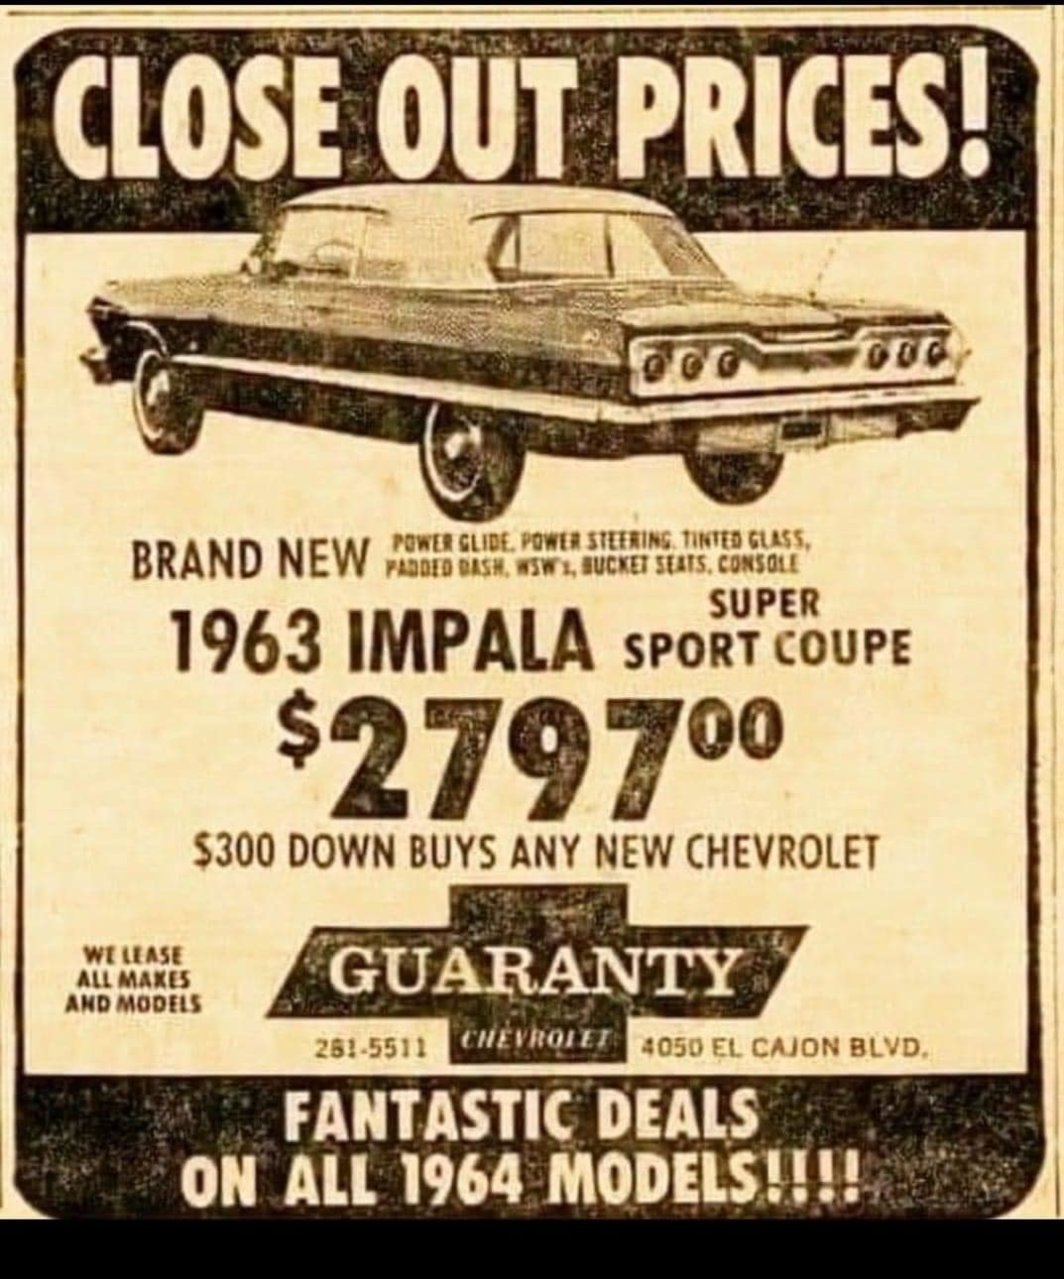 CLOSE OUT PRICES!
BRAND NEW POWER GLIDE, POWER STEERING, TINTED GLASS,
PADDED DASH, WSW's, BUCKET SEATS, CONSOLE
1963 IMPALA SUPER
SPORT COUPE
$2797.00
$300 DOWN BUYS ANY NEW CHEVROLET
WE LEASE
ALL MAKES
AND MODELS
GUARANTY
CHEVROLET
281-5511
4050 EL CAJON BLVD.
FANTASTIC DEALS
ON ALL 1964 MODELS!!!!